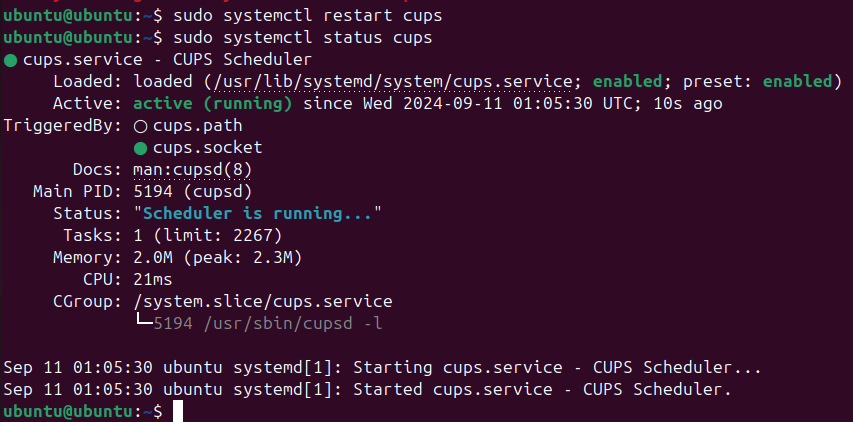 ubuntu@ubuntu:~$ sudo systemctl restart cups
ubuntu@ubuntu:~$ sudo systemctl status cups
● cups.service - CUPS Scheduler
Loaded: loaded (/usr/lib/systemd/system/cups.service; enabled; preset: enabled)
Active: active (running) since Wed 2024-09-11 01:05:30 UTC; 10s ago
TriggeredBy: ○ cups.path
● cups.socket
Docs: man:cupsd(8)
Main PID: 5194 (cupsd)
Status: "Scheduler is running..."
Tasks: 1 (limit: 2267)
Memory: 2.0M (peak: 2.3M)
CPU: 21ms
CGroup: /system.slice/cups.service
└─5194 /usr/sbin/cupsd -l
Sep 11 01:05:30 ubuntu systemd[1]: Starting cups.service - CUPS Scheduler...
Sep 11 01:05:30 ubuntu systemd[1]: Started cups.service - CUPS Scheduler.
ubuntu@ubuntu:~$